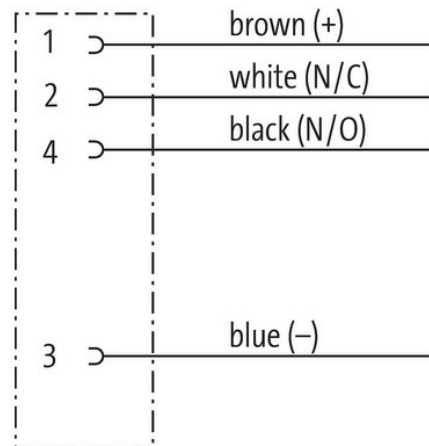 1 brown (+)
2 white (N/C)
4 black (N/O)
3 blue (–)